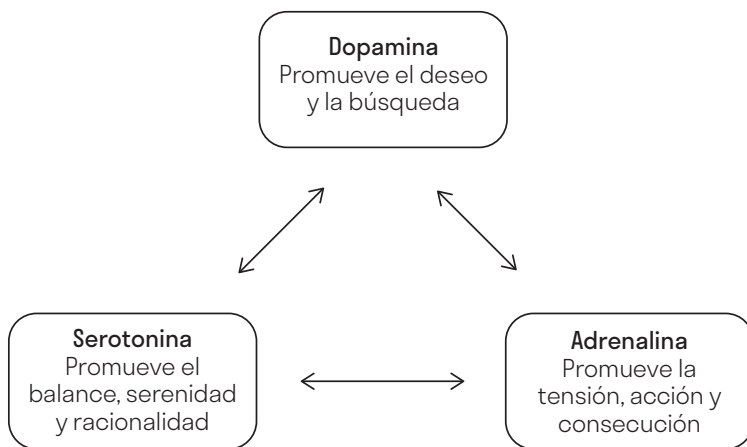 Dopamina
Promueve el deseo
y la búsqueda
Serotonina
Promueve el
balance, serenidad
y racionalidad
Adrenalina
Promueve la
tensión, acción y
consecución